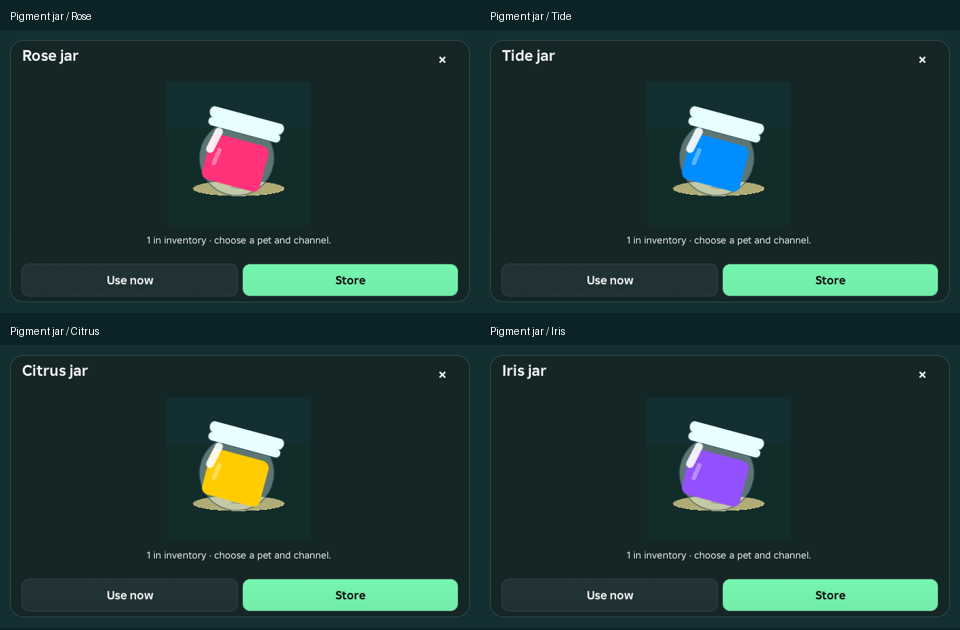 Pigment jar / Rose
Rose jar
×
1 in inventory · choose a pet and channel.
Use now
Store
Pigment jar / Tide
Tide jar
×
1 in inventory · choose a pet and channel.
Use now
Store
Pigment jar / Citrus
Citrus jar
×
1 in inventory · choose a pet and channel.
Use now
Store
Pigment jar / Iris
Iris jar
×
1 in inventory · choose a pet and channel.
Use now
Store